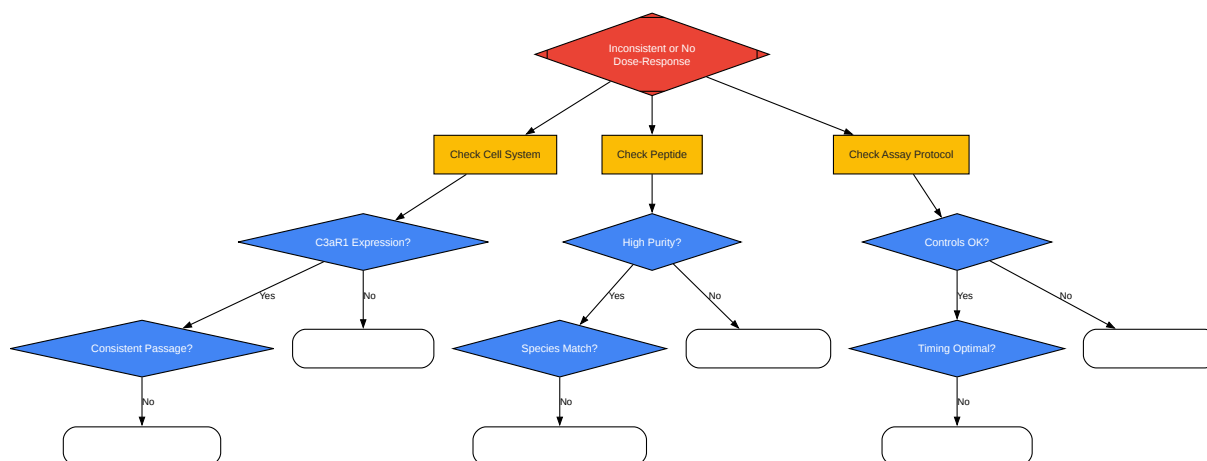 Inconsistent or No
Dose-Response
Check Cell System
Check Peptide
Check Assay Protocol
C3aR1 Expression?
High Purity?
Controls OK?
Yes
No
Yes
No
Yes
No
Consistent Passage?
Species Match?
Timing Optimal?
No
No
No